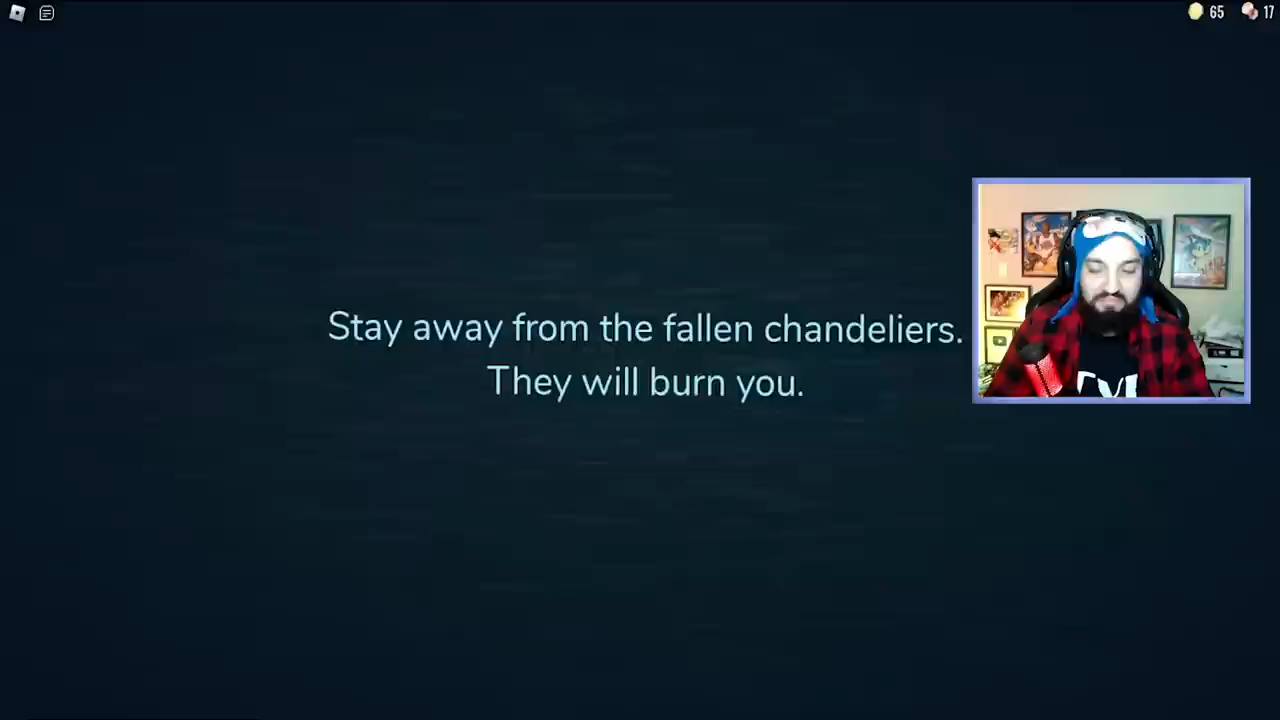 65
17
Stay away from the fallen chandeliers.
They will burn you.